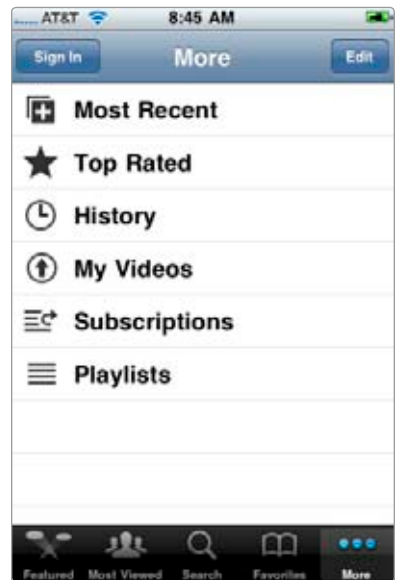 AT&T 8:45 AM
Sign In More Edit
Most Recent
Top Rated
History
My Videos
Subscriptions
Playlists
Featured Most Viewed Search Favorites More